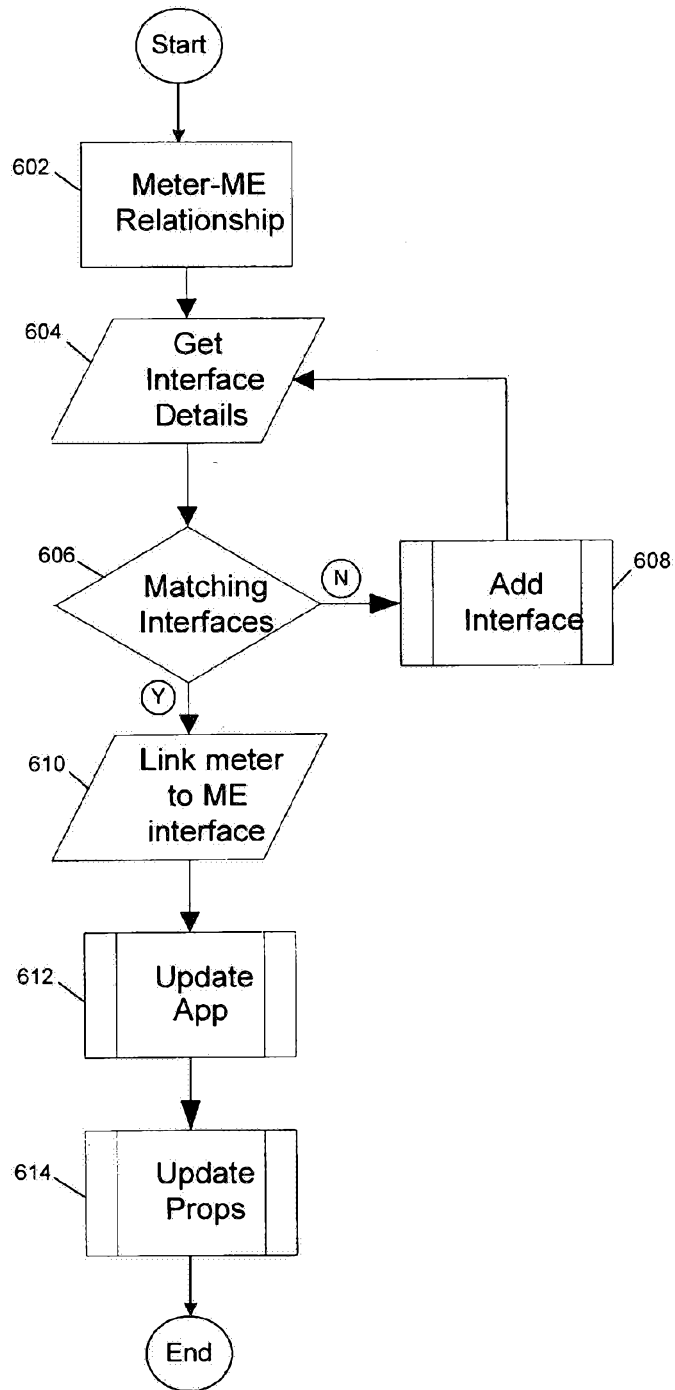 Start
602
Meter-ME
Relationship
604
Get
Interface
Details
606
Matching
Interfaces
N
Add
Interface
608
Y
610
Link meter
to ME
interface
612
Update
App
614
Update
Props
End